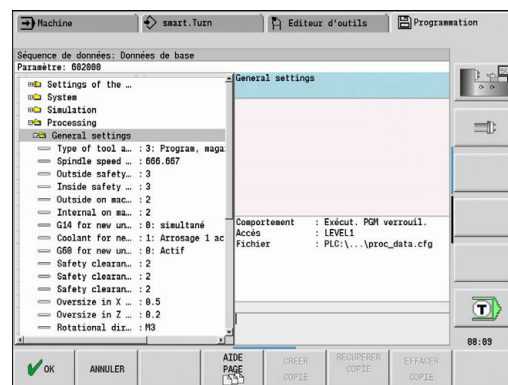 Machine
smart.Turn
Editeur d'outils
Programmation
Séquence de données: Données de base
Paramètre: 602800
Settings of the …
System
Simulation
Processing
General settings
Type of tool a… : 3: Program, maga
Spindle speed … : 666.667
Outside safety… : 3
Inside safety … : 3
Outside on mac… : 2
Internal on ma… : 2
G14 for new un… : 0: simultané
Coolant for ne… : 1: Arrosage 1 ac
G60 for new un… : 0: Actif
Safety clearan… : 2
Safety clearan… : 2
Safety clearan… : 2
Oversize in X … : 0.5
Oversize in Z … : 0.2
Rotational dir… : M3
General settings
Comportement : Exécut. PGM verrouil.
Accès : LEVEL1
Fichier : PLC:\...\proc_data.cfg
T
08:09
OK
ANNULER
AIDE
PAGE
CREER
COPIE
RECUPERER
COPIE
EFFACER
COPIE